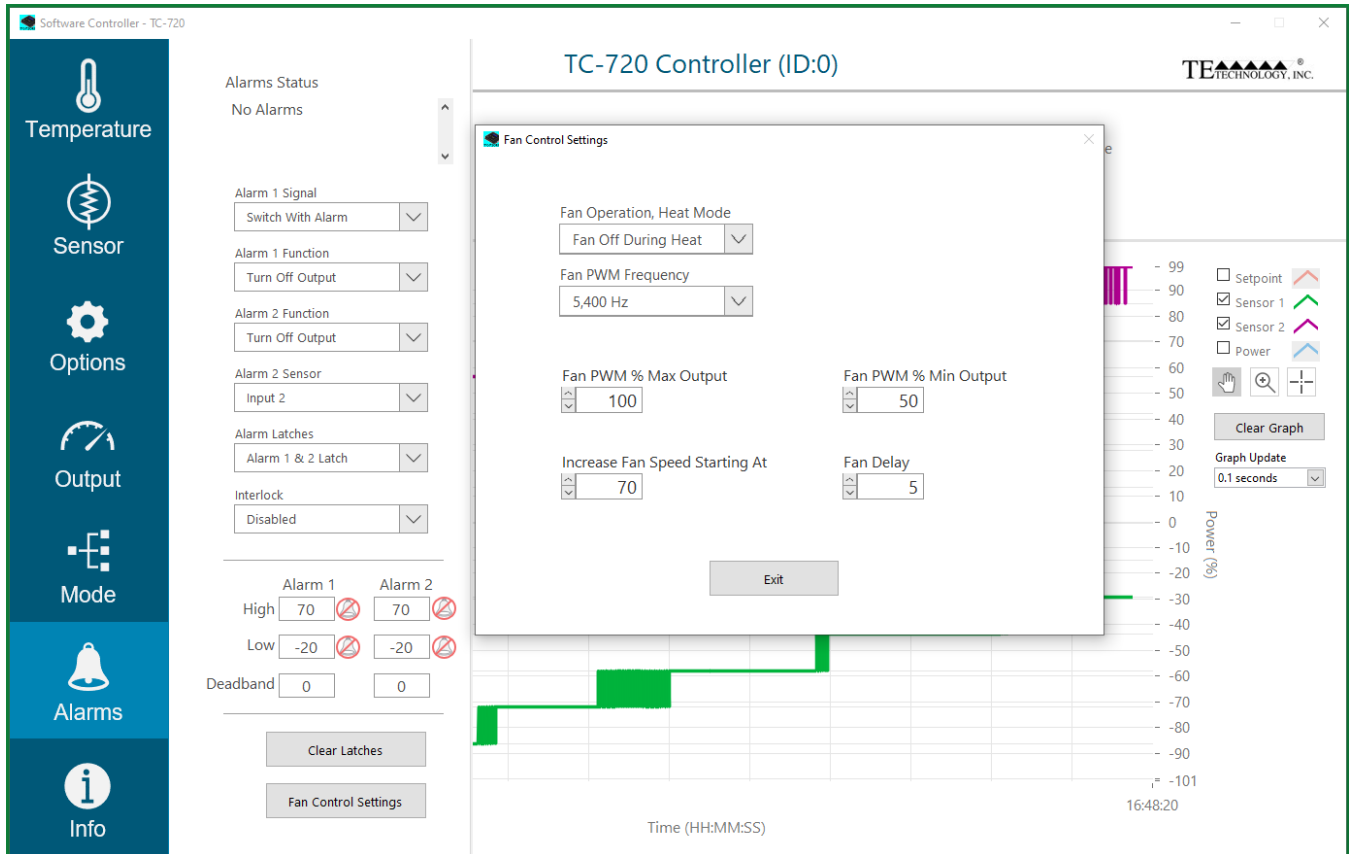 Software Controller - TC-720
Temperature
Sensor
Options
Output
Mode
Alarms
Info
Alarms Status
No Alarms
Alarm 1 Signal
Switch With Alarm
Alarm 1 Function
Turn Off Output
Alarm 2 Function
Turn Off Output
Alarm 2 Sensor
Input 2
Alarm Latches
Alarm 1 & 2 Latch
Interlock
Disabled
Alarm 1 Alarm 2
High 70 70
Low -20 -20
Deadband 0 0
Clear Latches
Fan Control Settings
TC-720 Controller (ID:0)
TE TECHNOLOGY, INC.®
e
Fan Control Settings
Fan Operation, Heat Mode
Fan Off During Heat
Fan PWM Frequency
5,400 Hz
Fan PWM % Max Output Fan PWM % Min Output
100 50
Increase Fan Speed Starting At Fan Delay
70 5
Exit
99
90
80
70
60
50
40
30
20
10
0
-10
-20
-30
-40
-50
-60
-70
-80
-90
-101
Power (%)
16:48:20
Time (HH:MM:SS)
Setpoint
Sensor 1
Sensor 2
Power
Clear Graph
Graph Update
0.1 seconds